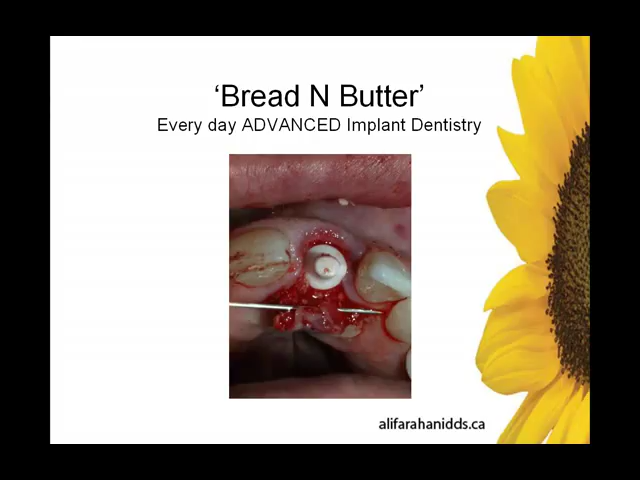 ‘Bread N Butter’
Every day ADVANCED Implant Dentistry
alifarahanidds.ca